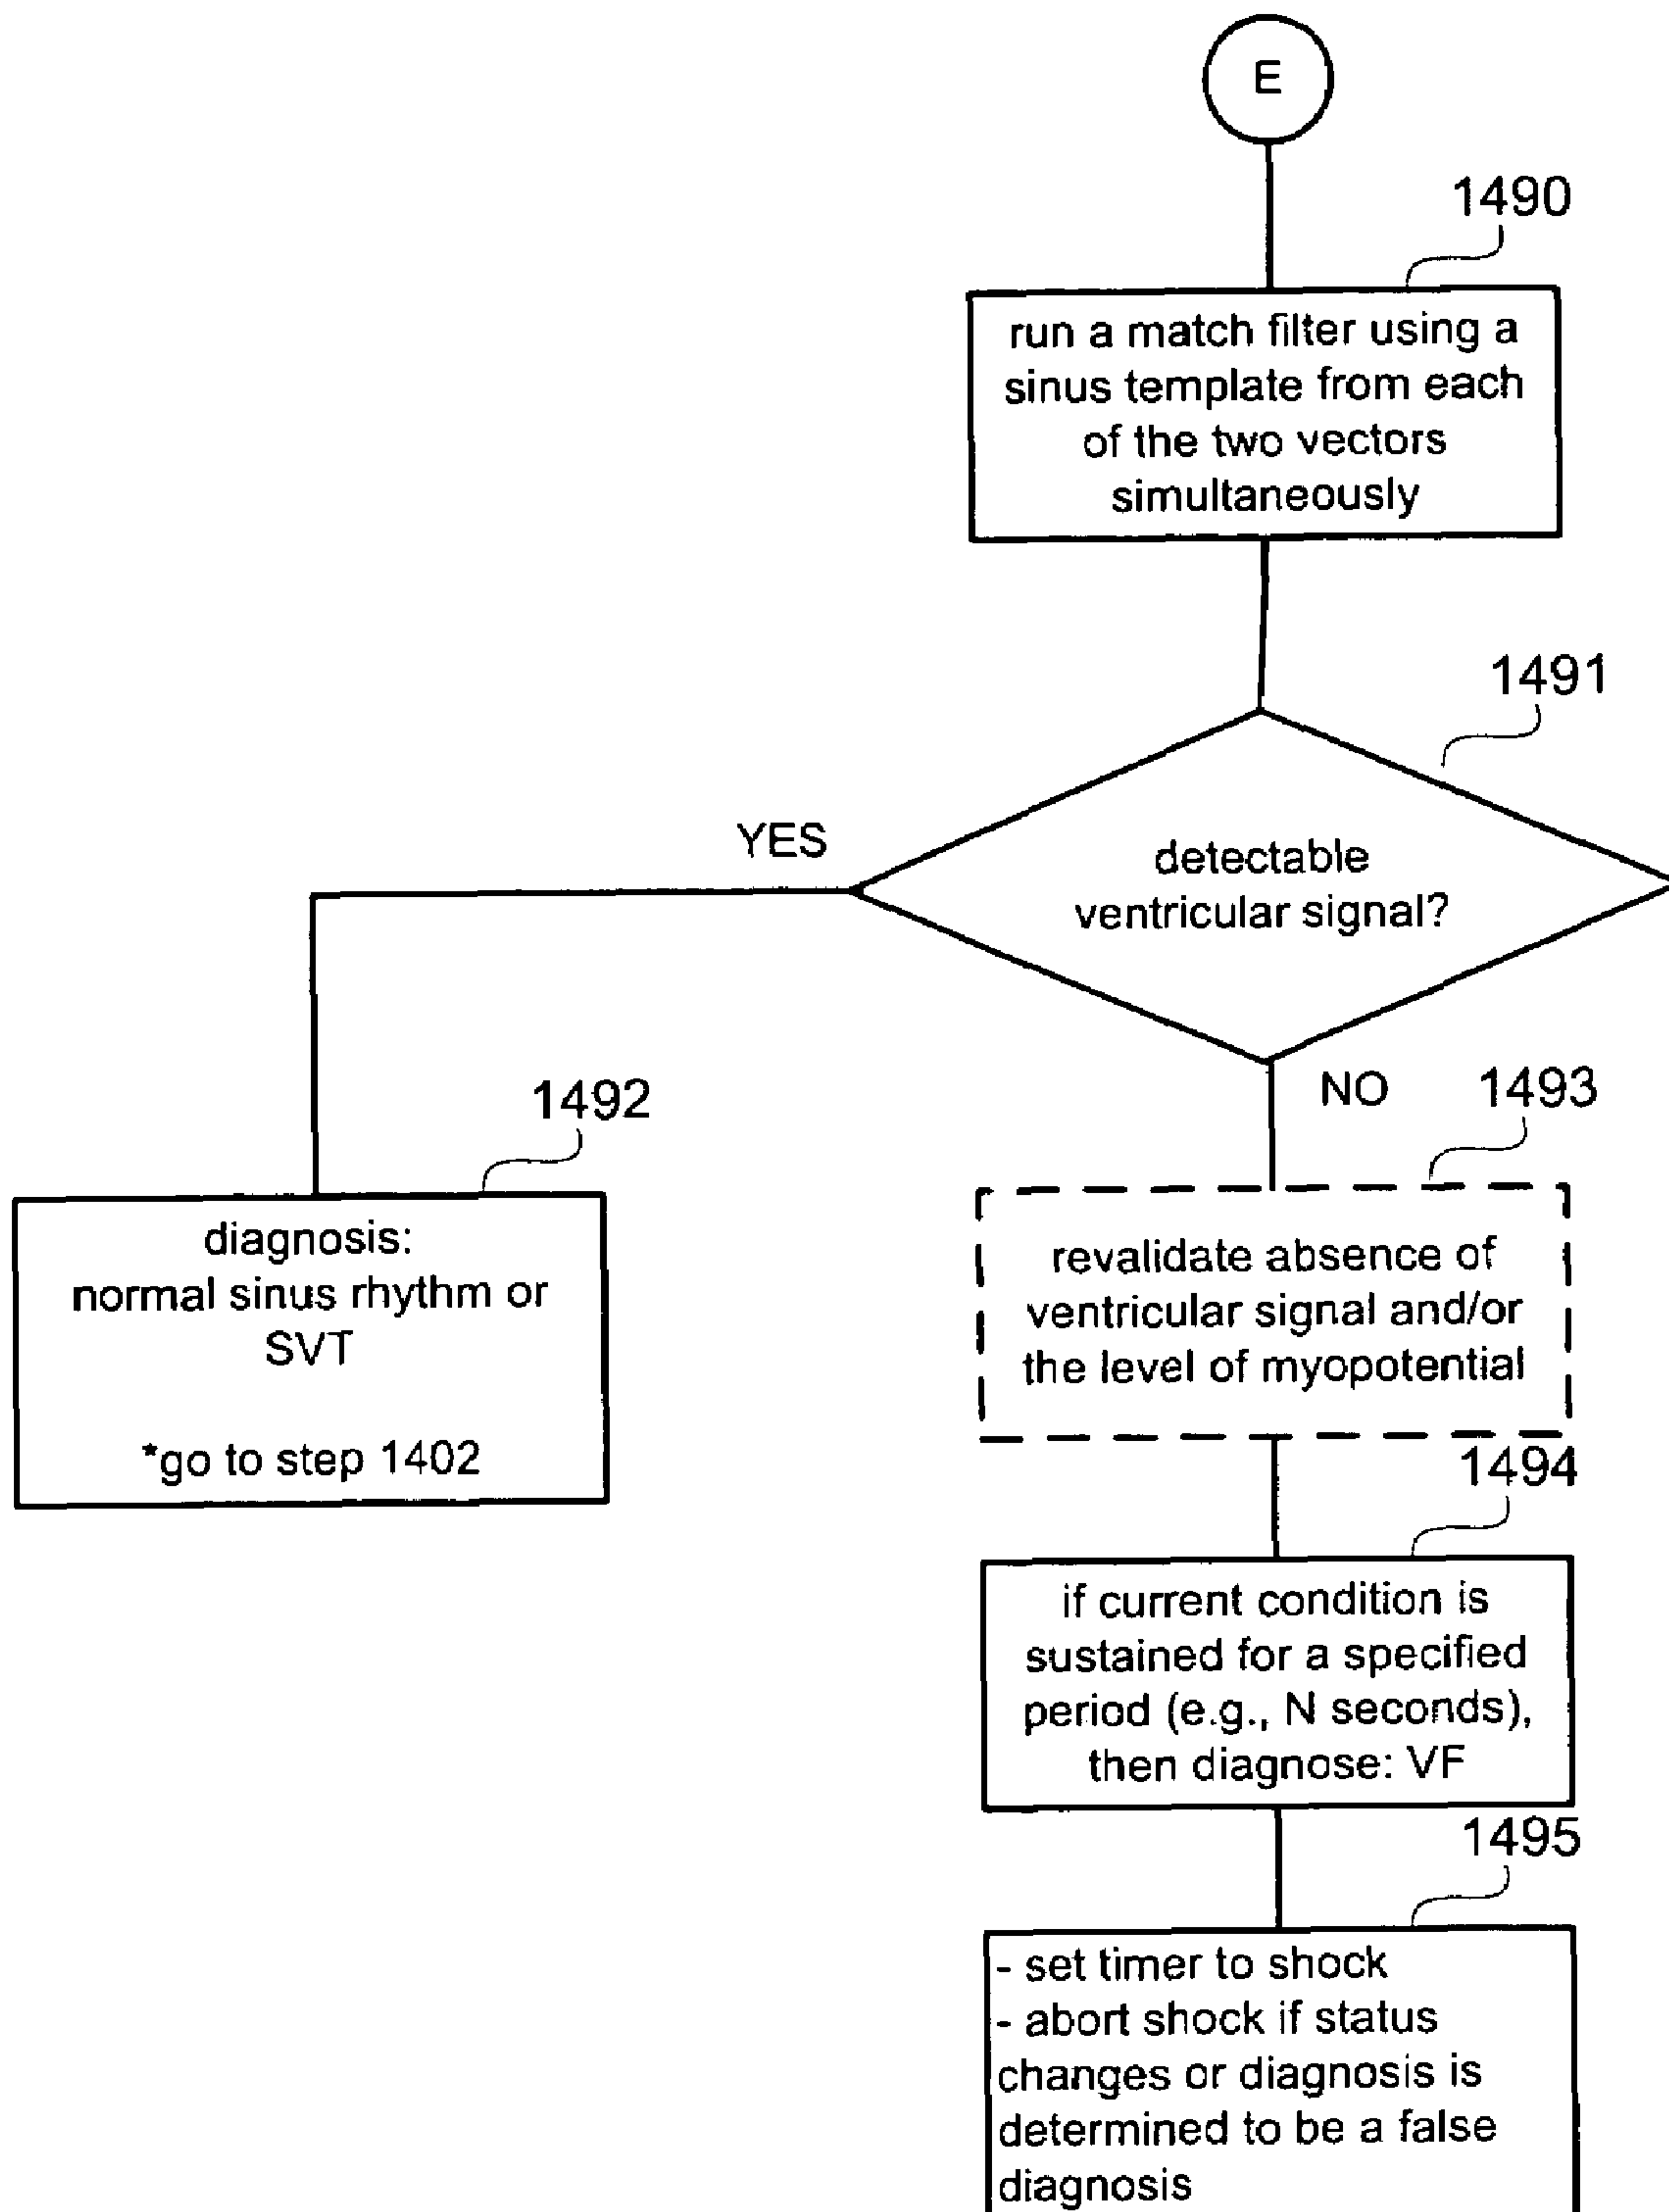 E
1490
run a match filter using a
sinus template from each
of the two vectors
simultaneously
1491
YES
detectable
ventricular signal?
NO
1492
diagnosis:
normal sinus rhythm or
SVT
*go to step 1402
1493
revalidate absence of
ventricular signal and/or
the level of myopotential
1494
if current condition is
sustained for a specified
period (e.g., N seconds),
then diagnose: VF
1495
- set timer to shock
- abort shock if status
changes or diagnosis is
determined to be a false
diagnosis